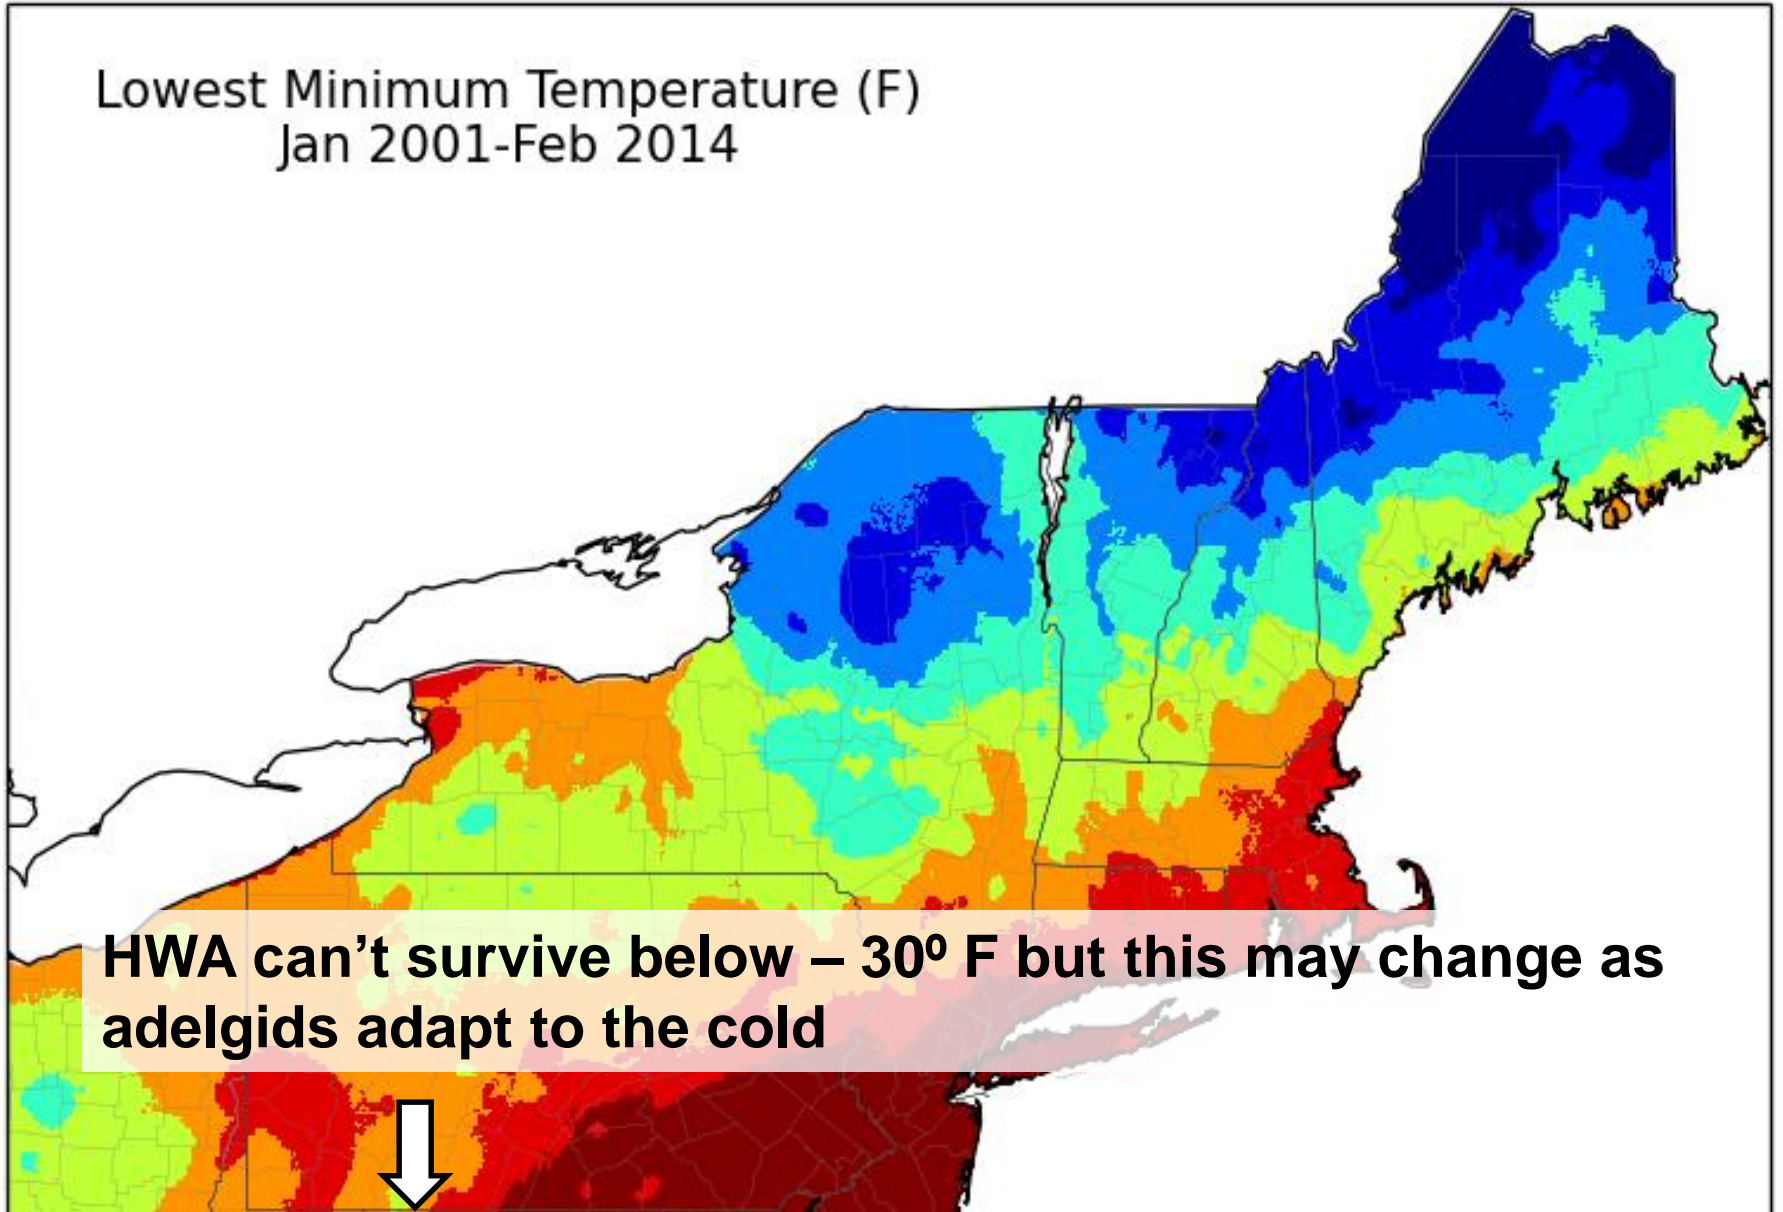 Lowest Minimum Temperature (F)
Jan 2001-Feb 2014
HWA can’t survive below – 30⁰ F but this may change as
adelgids adapt to the cold